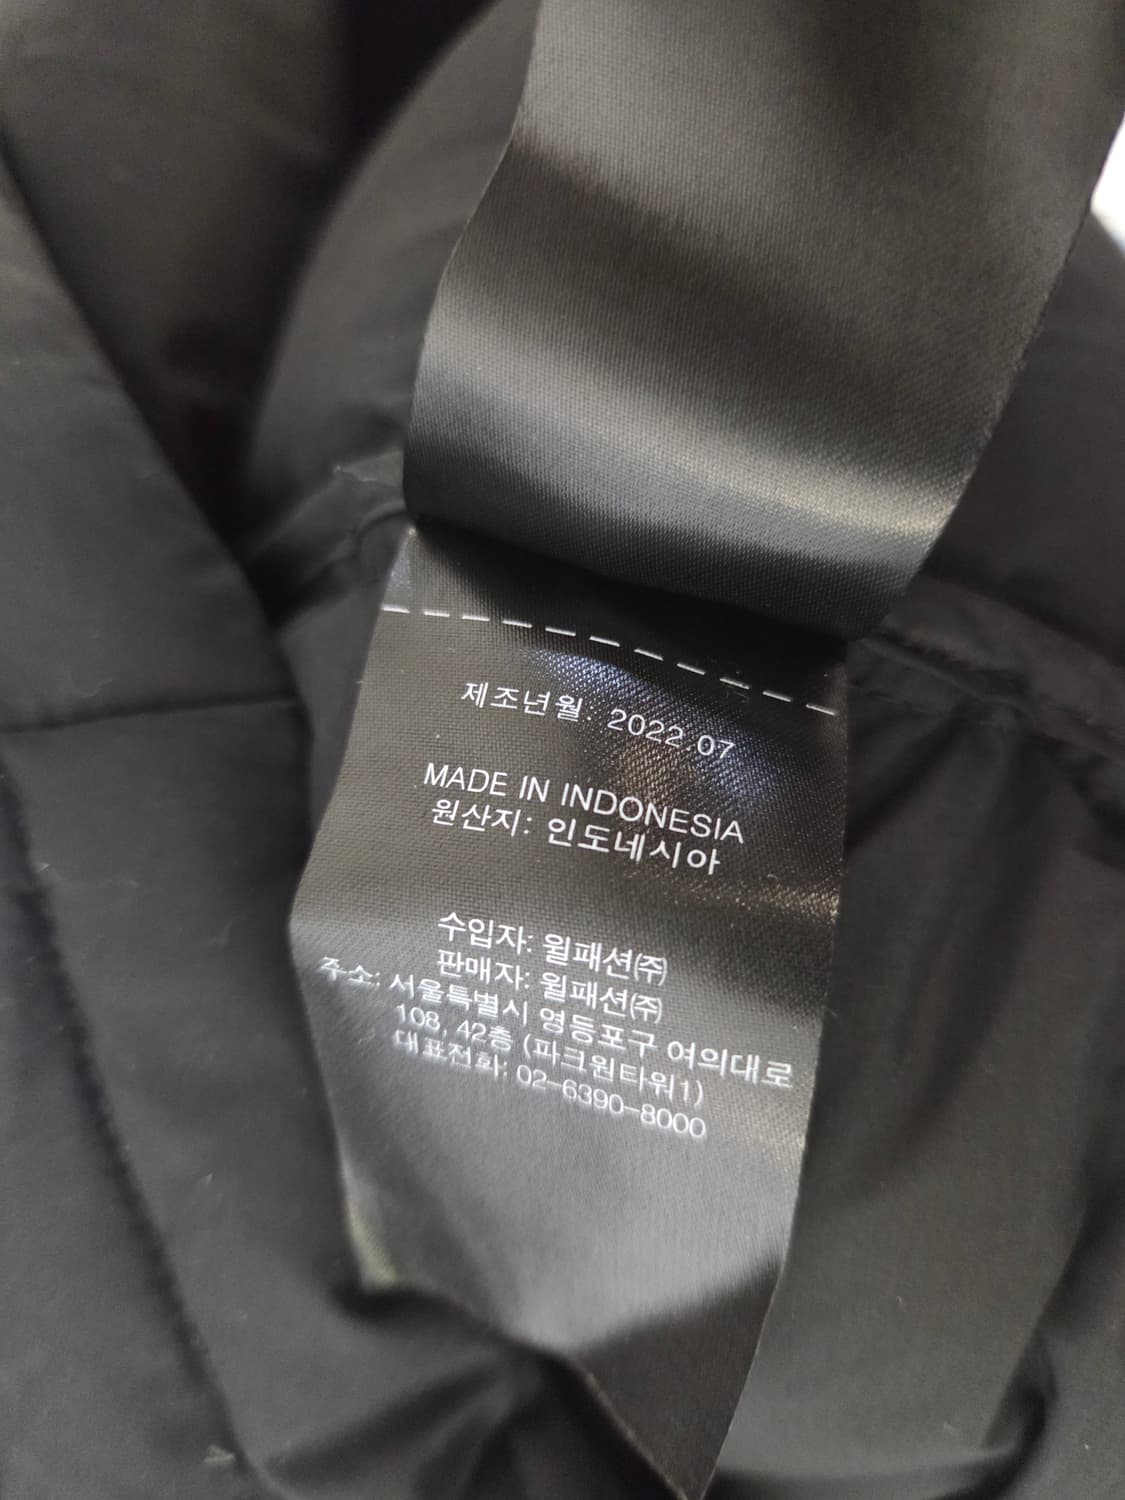 제조년월: 2022.07
MADE IN INDONESIA
원산지: 인도네시아
수입자: 윌패션㈜
판매자: 윌패션㈜
주소: 서울특별시 영등포구 여의대로
108, 42층 (파크원타워1)
대표전화: 02-6390-8000